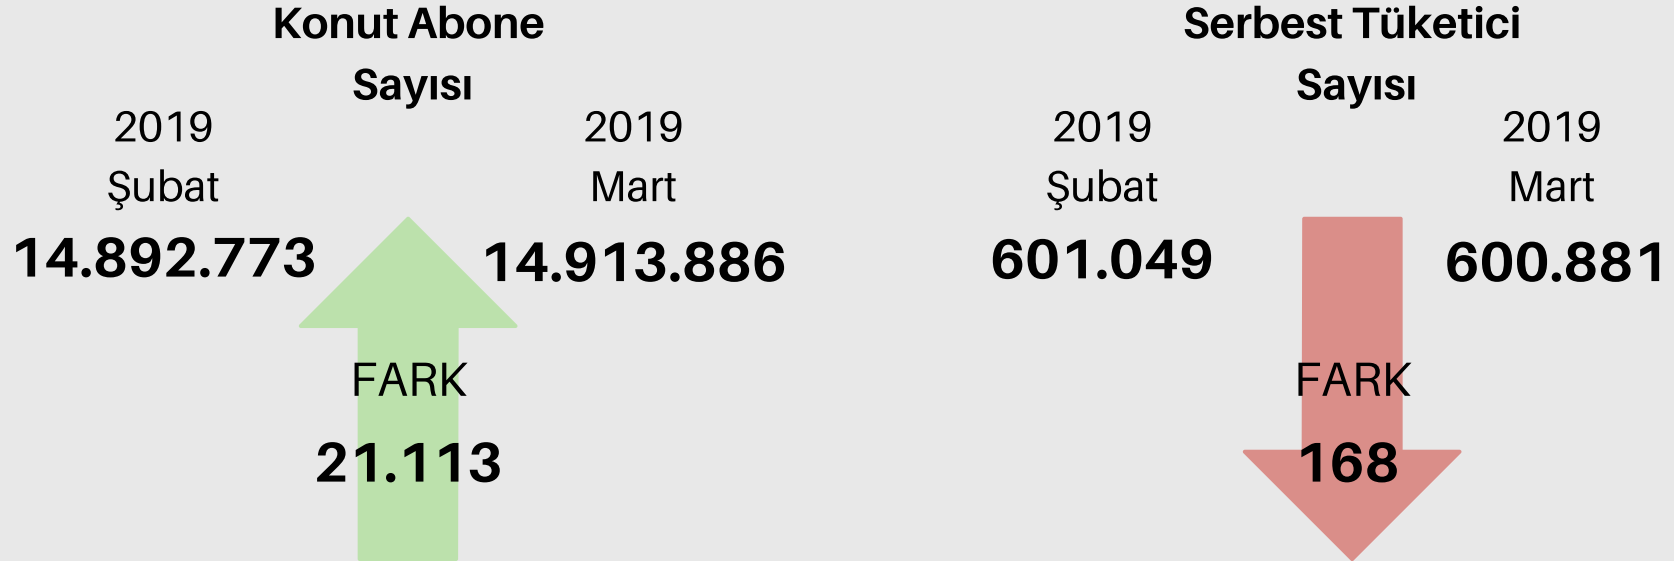 Konut Abone
Sayısı
2019
Şubat
14.892.773
2019
Mart
14.913.886
FARK
21.113
Serbest Tüketici
Sayısı
2019
Şubat
601.049
2019
Mart
600.881
FARK
168